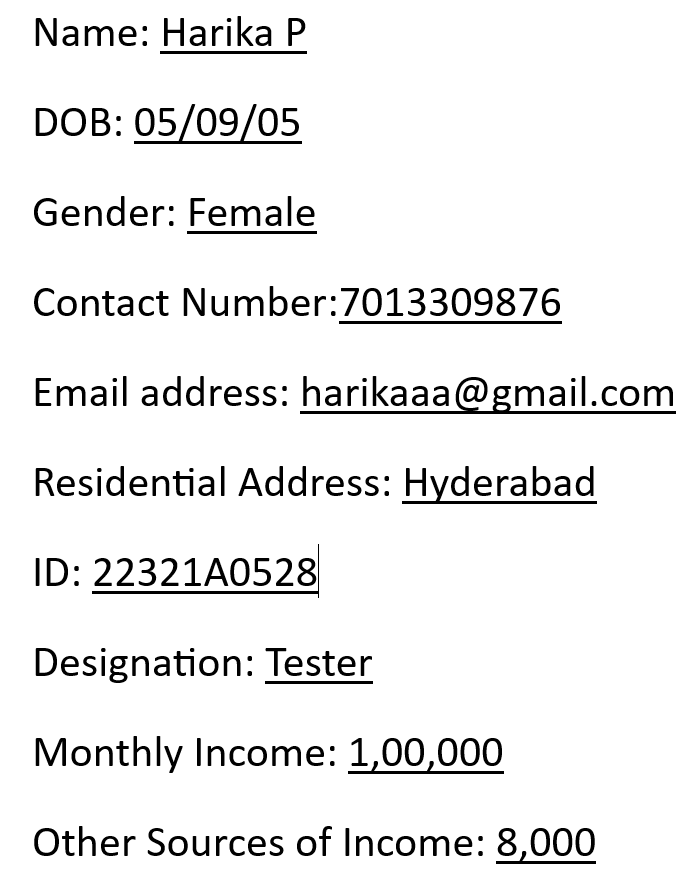 Name: Harika P
DOB: 05/09/05
Gender: Female
Contact Number:7013309876
Email address: harikaaa@gmail.com
Residential Address: Hyderabad
ID: 22321A0528
Designation: Tester
Monthly Income: 1,00,000
Other Sources of Income: 8,000